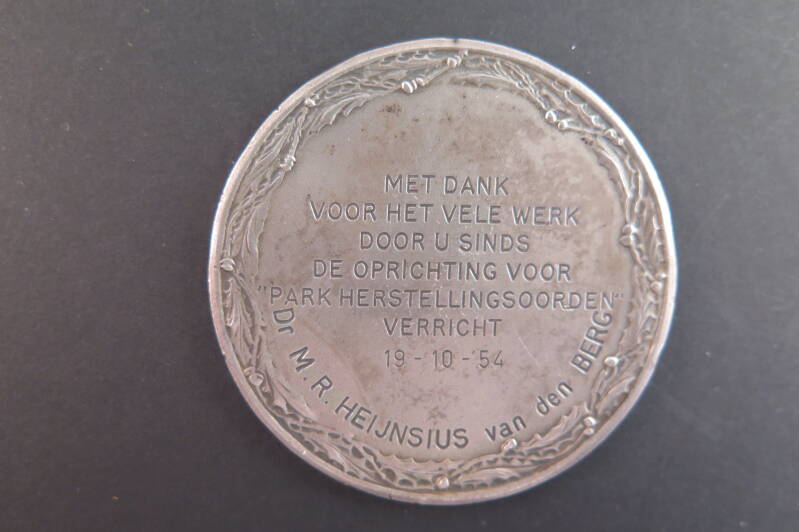 MET DANK
VOOR HET VELE WERK
DOOR U SINDS
DE OPRICHTING VOOR
"PARK HERSTELLINGSOORDEN"
VERRICHT
19-10-54
Dr M.R. HEIJNSIUS van den BERG